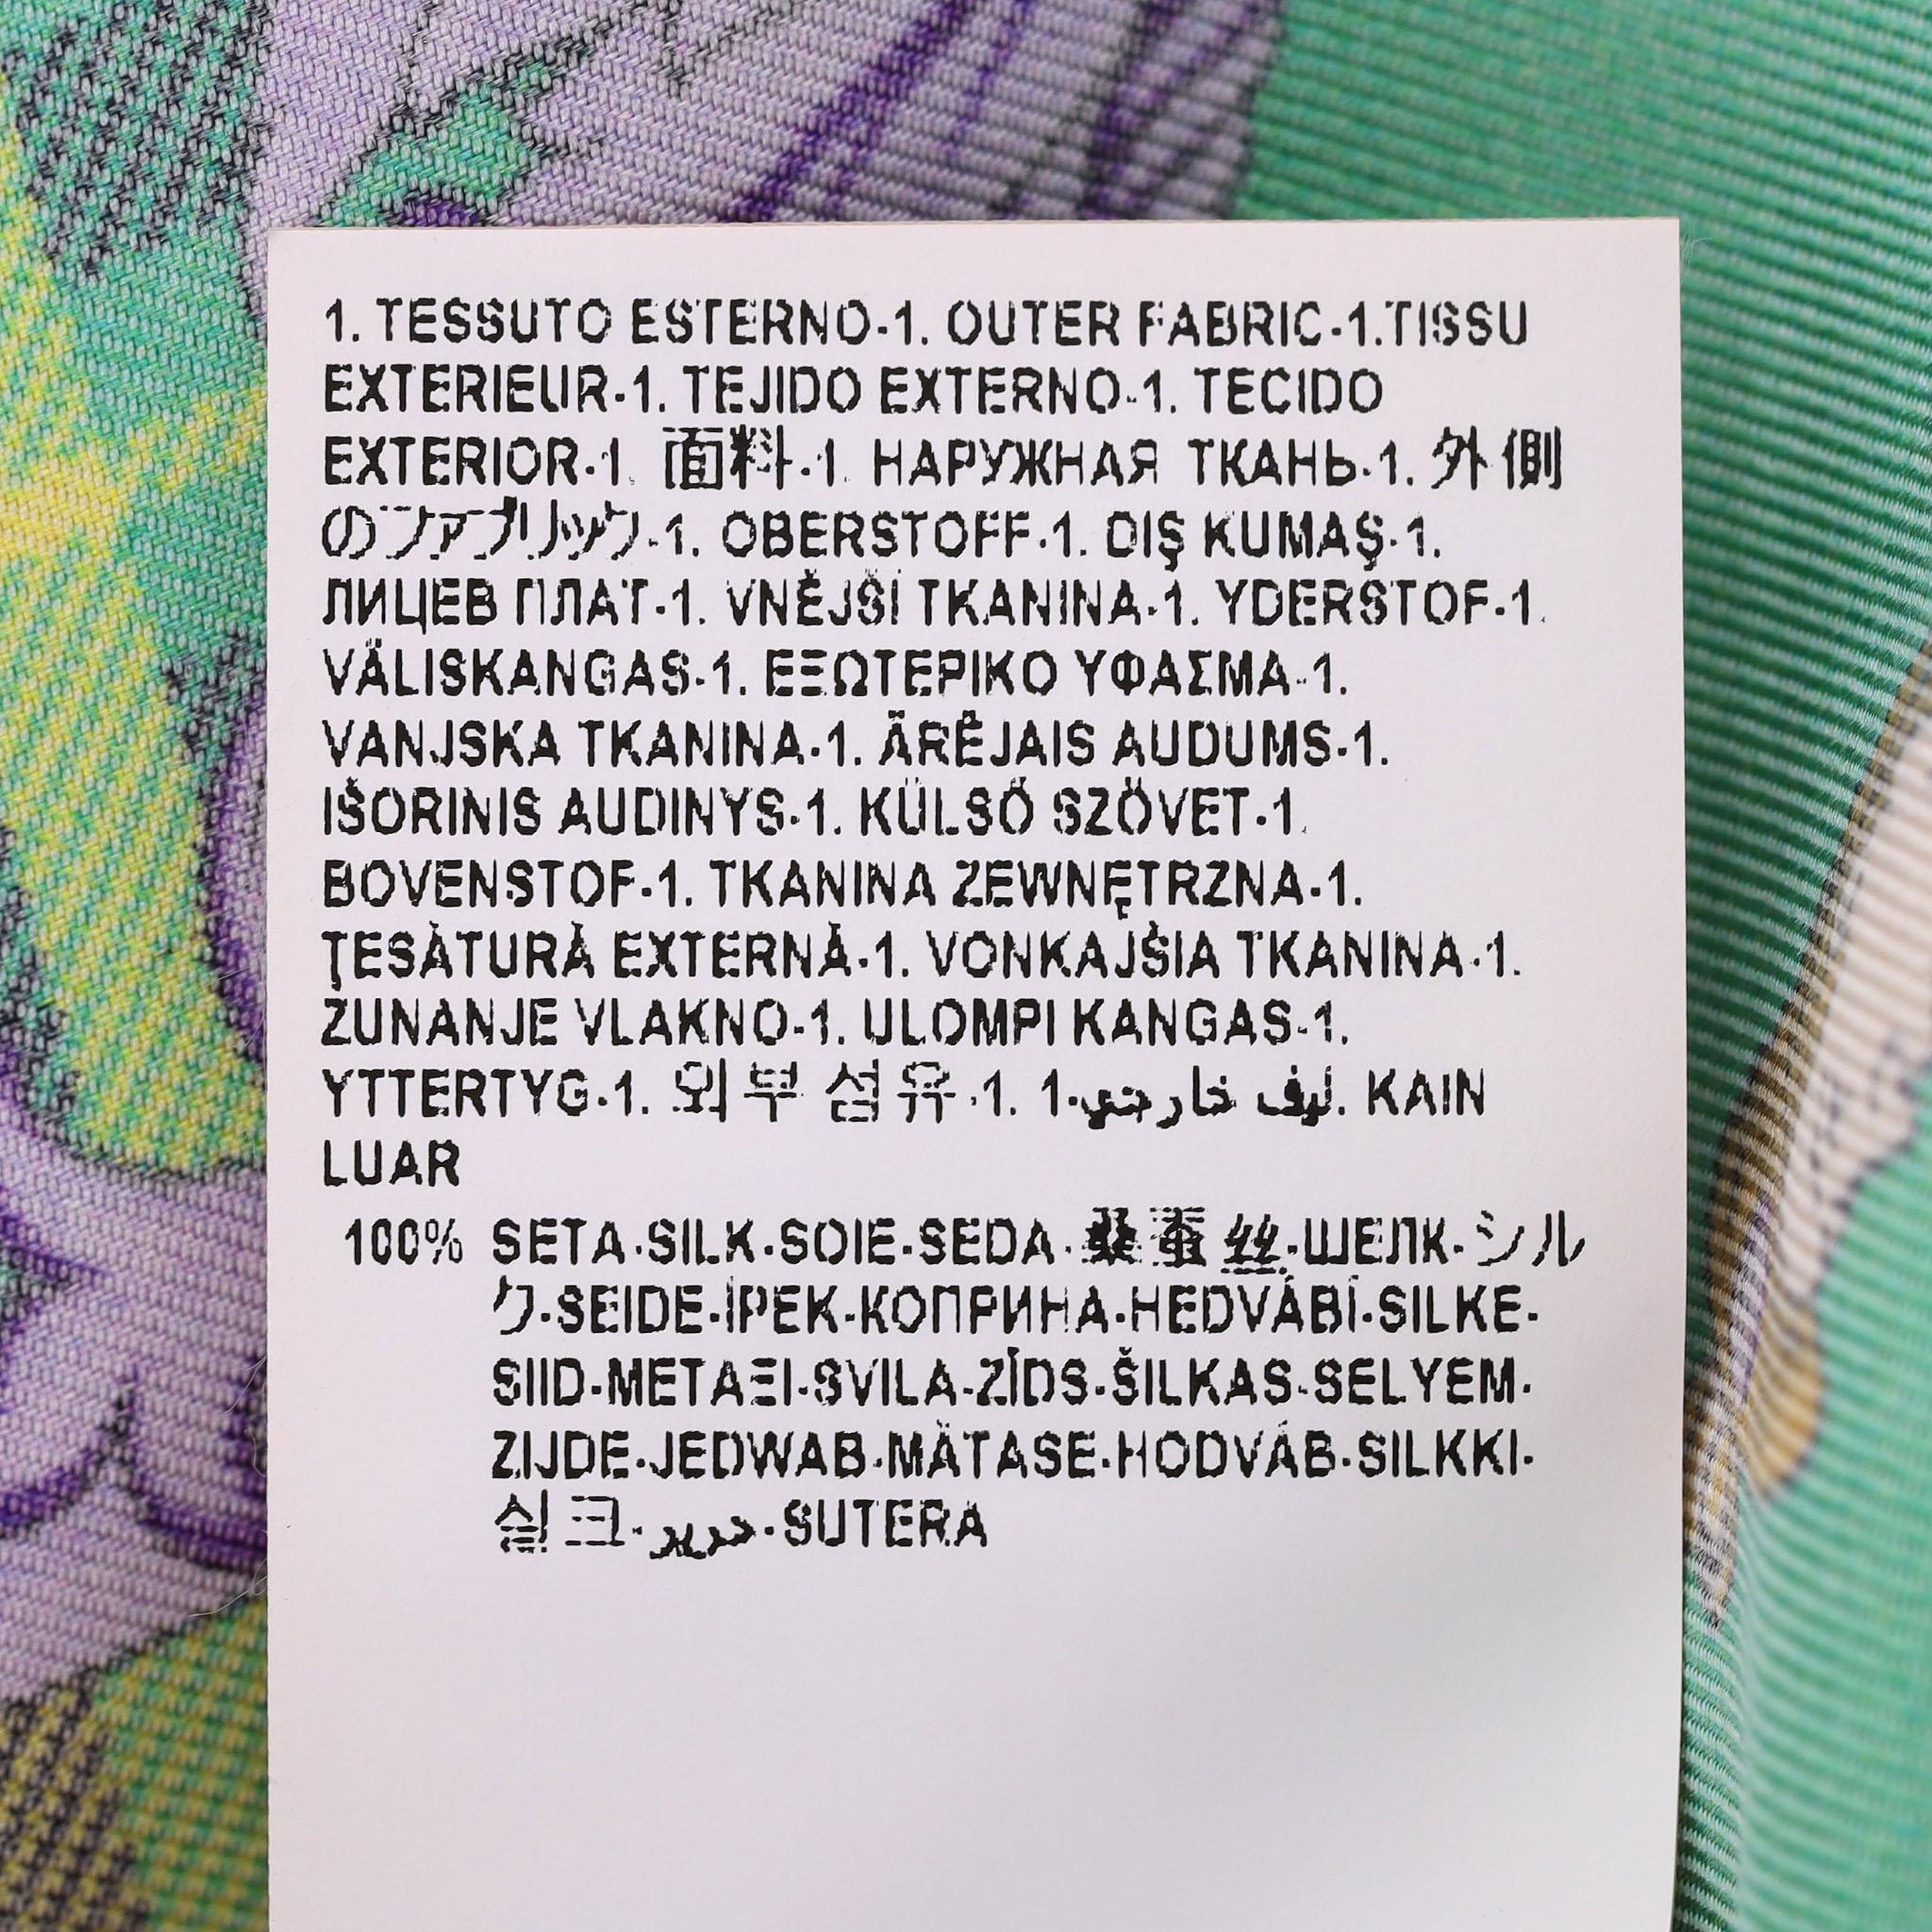 1. TESSUTO ESTERNO-1. OUTER FABRIC-1.TISSU
EXTERIEUR-1. TEJIDO EXTERNO-1. TECIDO
EXTERIOR-1. 面料-1. НАРУЖНАЯ ТКАНЬ-1. 外側
のファブリック-1. OBERSTOFF-1. DIŞ KUMAŞ-1.
ЛИЦЕВ ПЛАТ-1. VNĚJŠÍ TKANINA-1. YDERSTOF-1.
VÄLISKANGAS-1. ΕΞΩΤΕΡΙΚΟ ΥΦΑΣΜΑ-1.
VANJSKA TKANINA-1. ĀRĒJAIS AUDUMS-1.
IŠORINIS AUDINYS-1. KÜLSŐ SZÖVET-1.
BOVENSTOF-1. TKANINA ZEWNĘTRZNA-1.
ŢESĂTURĂ EXTERNĂ-1. VONKAJŠIA TKANINA-1.
ZUNANJE VLAKNO-1. ULOMPI KANGAS-1.
YTTERTYG-1. 외부 섬유-1. ليف خارجي-1. KAIN
LUAR
100% SETA-SILK-SOIE-SEDA-桑蚕丝-ШЕЛК-シル
ク-SEIDE-İPEK-КОПРИНА-HEDVÁBÍ-SILKE-
SIID-ΜΕΤΑΞΙ-SVILA-ZĪDS-ŠILKAS-SELYEM-
ZIJDE-JEDWAB-MĂTASE-HODVÁB-SILKKI-
실크-حرير-SUTERA